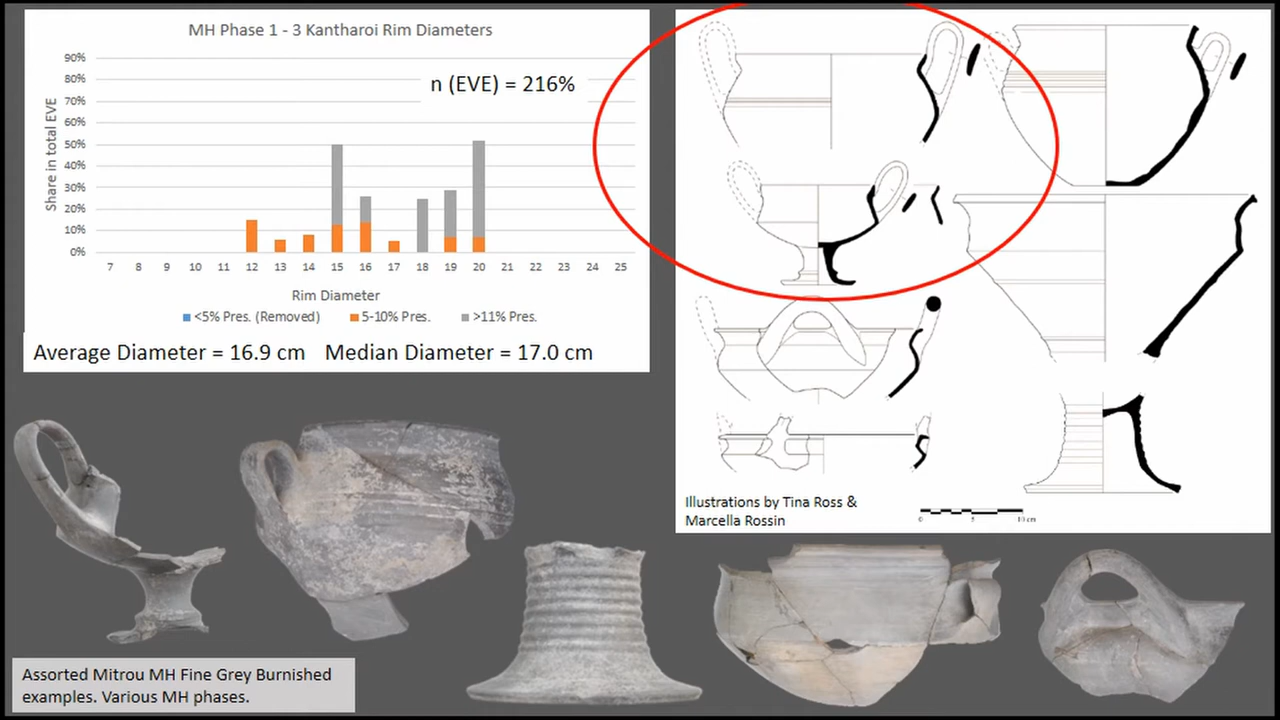 MH Phase 1 - 3 Kantharoi Rim Diameters
n (EVE) = 216%
Share in total EVE
90%
80%
70%
60%
50%
40%
30%
20%
10%
0%
7 8 9 10 11 12 13 14 15 16 17 18 19 20 21 22 23 24 25
Rim Diameter
<5% Pres. (Removed) 5-10% Pres. >11% Pres.
Average Diameter = 16.9 cm Median Diameter = 17.0 cm
Illustrations by Tina Ross &
Marcella Rossin
0 5 10 cm
Assorted Mitrou MH Fine Grey Burnished
examples. Various MH phases.